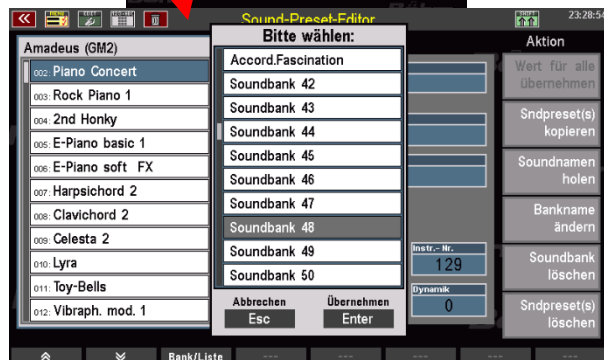 Sound-Preset-Editor
23:28:54
Amadeus (GM2)
002: Piano Concert
003: Rock Piano 1
004: 2nd Honky
005: E-Piano basic 1
006: E-Piano soft FX
007: Harpsichord 2
008: Clavichord 2
009: Celesta 2
010: Lyra
011: Toy-Bells
012: Vibraph. mod. 1
Bitte wählen:
Accord.Fascination
Soundbank 42
Soundbank 43
Soundbank 44
Soundbank 45
Soundbank 46
Soundbank 47
Soundbank 48
Soundbank 49
Soundbank 50
Abbrechen
Esc
Übernehmen
Enter
Instr.- Nr.
129
Dynamik
0
Aktion
Wert für alle
übernehmen
Sndpreset(s)
kopieren
Soundnamen
holen
Bankname
ändern
Soundbank
löschen
Sndpreset(s)
löschen
Bank/Liste
--- --- --- --- ---